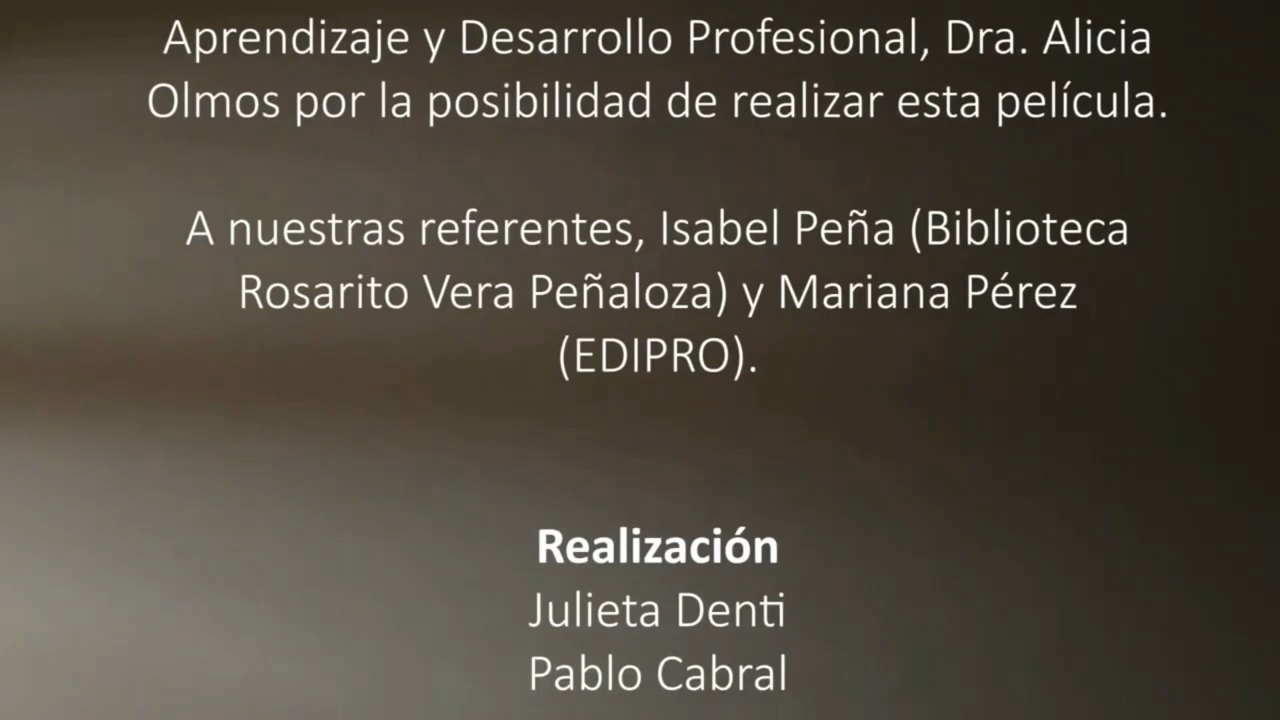 Aprendizaje y Desarrollo Profesional, Dra. Alicia
Olmos por la posibilidad de realizar esta película.
A nuestras referentes, Isabel Peña (Biblioteca
Rosarito Vera Peñaloza) y Mariana Pérez
(EDIPRO).
Realización
Julieta Denti
Pablo Cabral